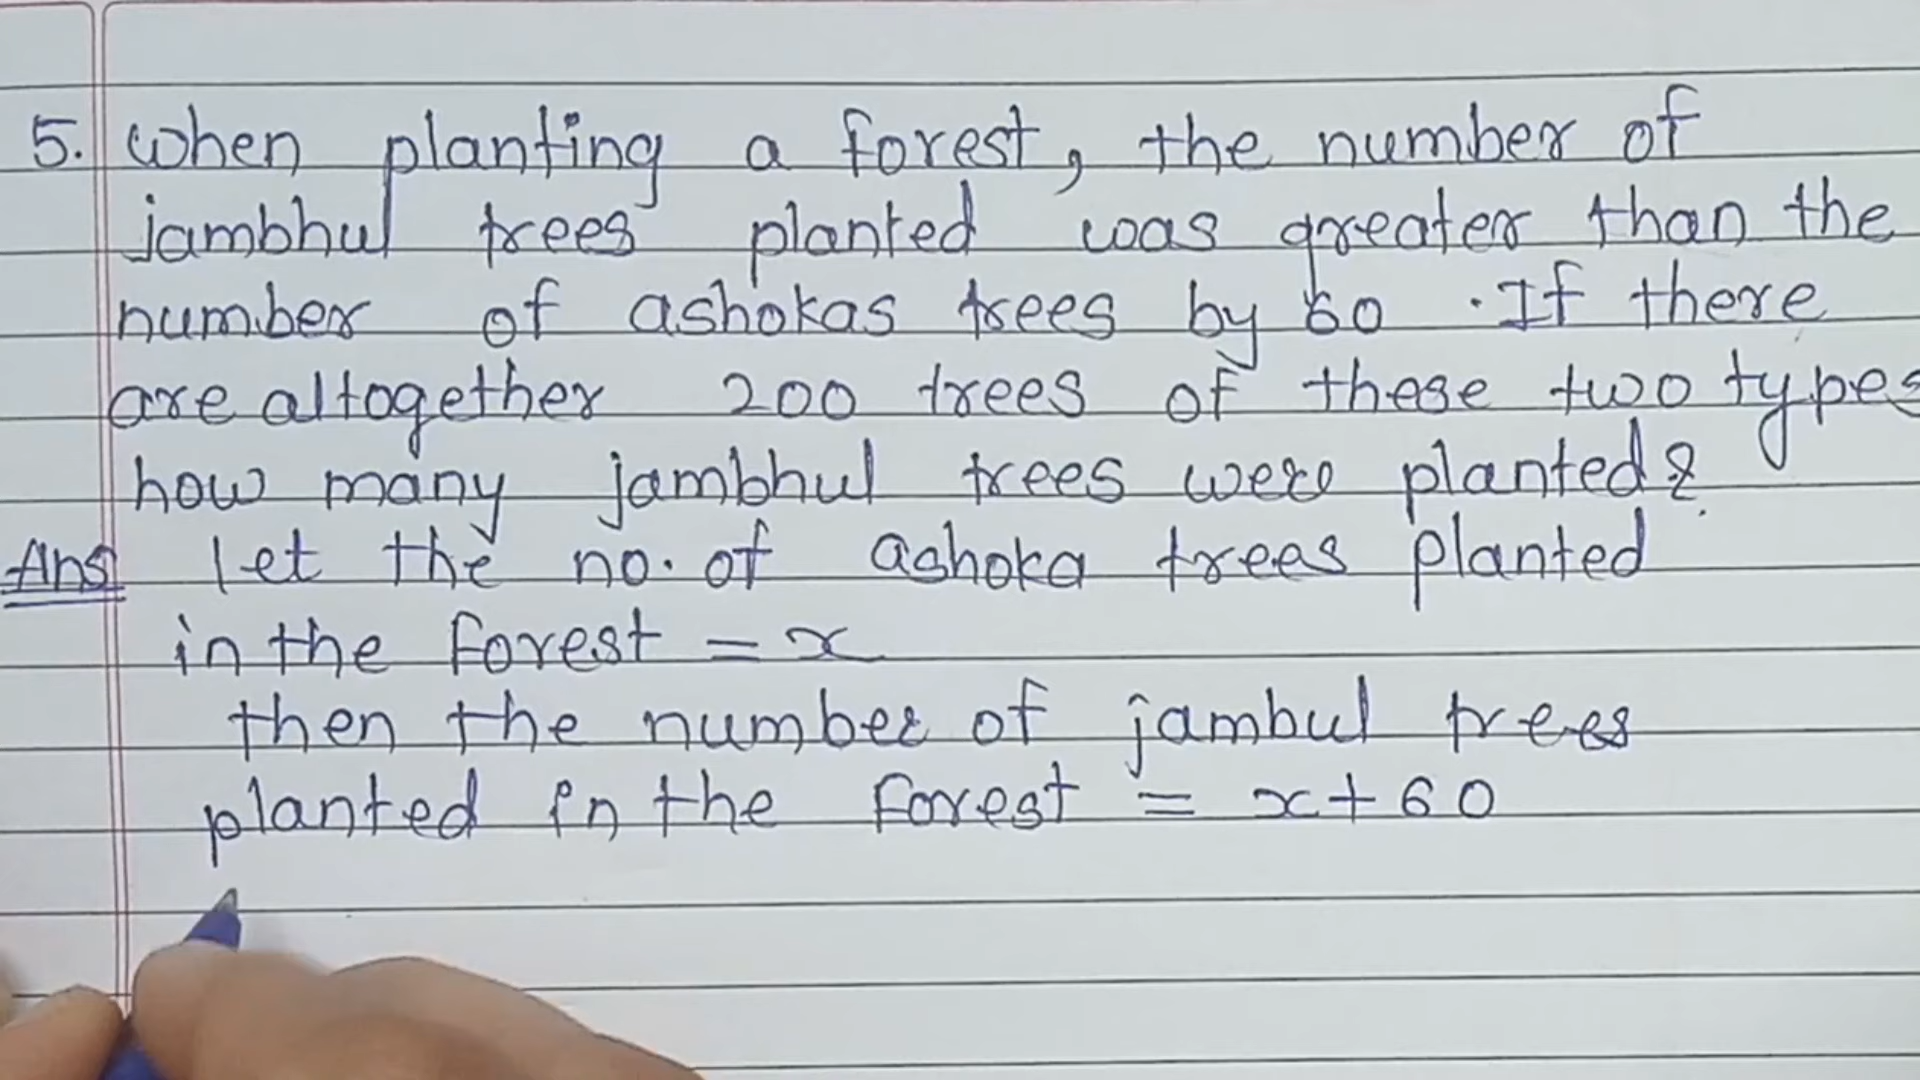 5. When planting a forest, the number of
jambhul trees planted was greater than the
number of ashokas trees by 60 . If there
are altogether 200 trees of these two types
how many jambhul trees were planted?
Ans let the no. of ashoka trees planted
in the forest = x
then the number of jambul trees
planted in the forest = x + 60